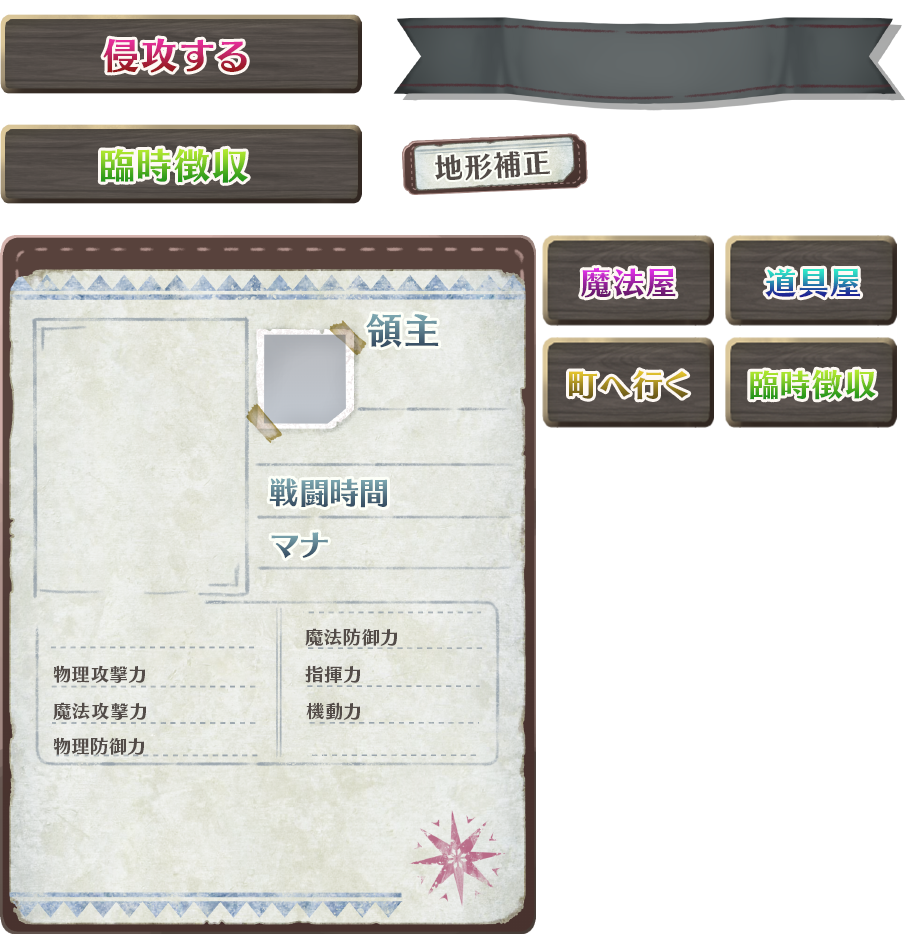 侵攻する
臨時徴収
地形補正
魔法屋
道具屋
町へ行く
臨時徴収
領主
戦闘時間
マナ
物理攻撃力
魔法攻撃力
物理防御力
魔法防御力
指揮力
機動力